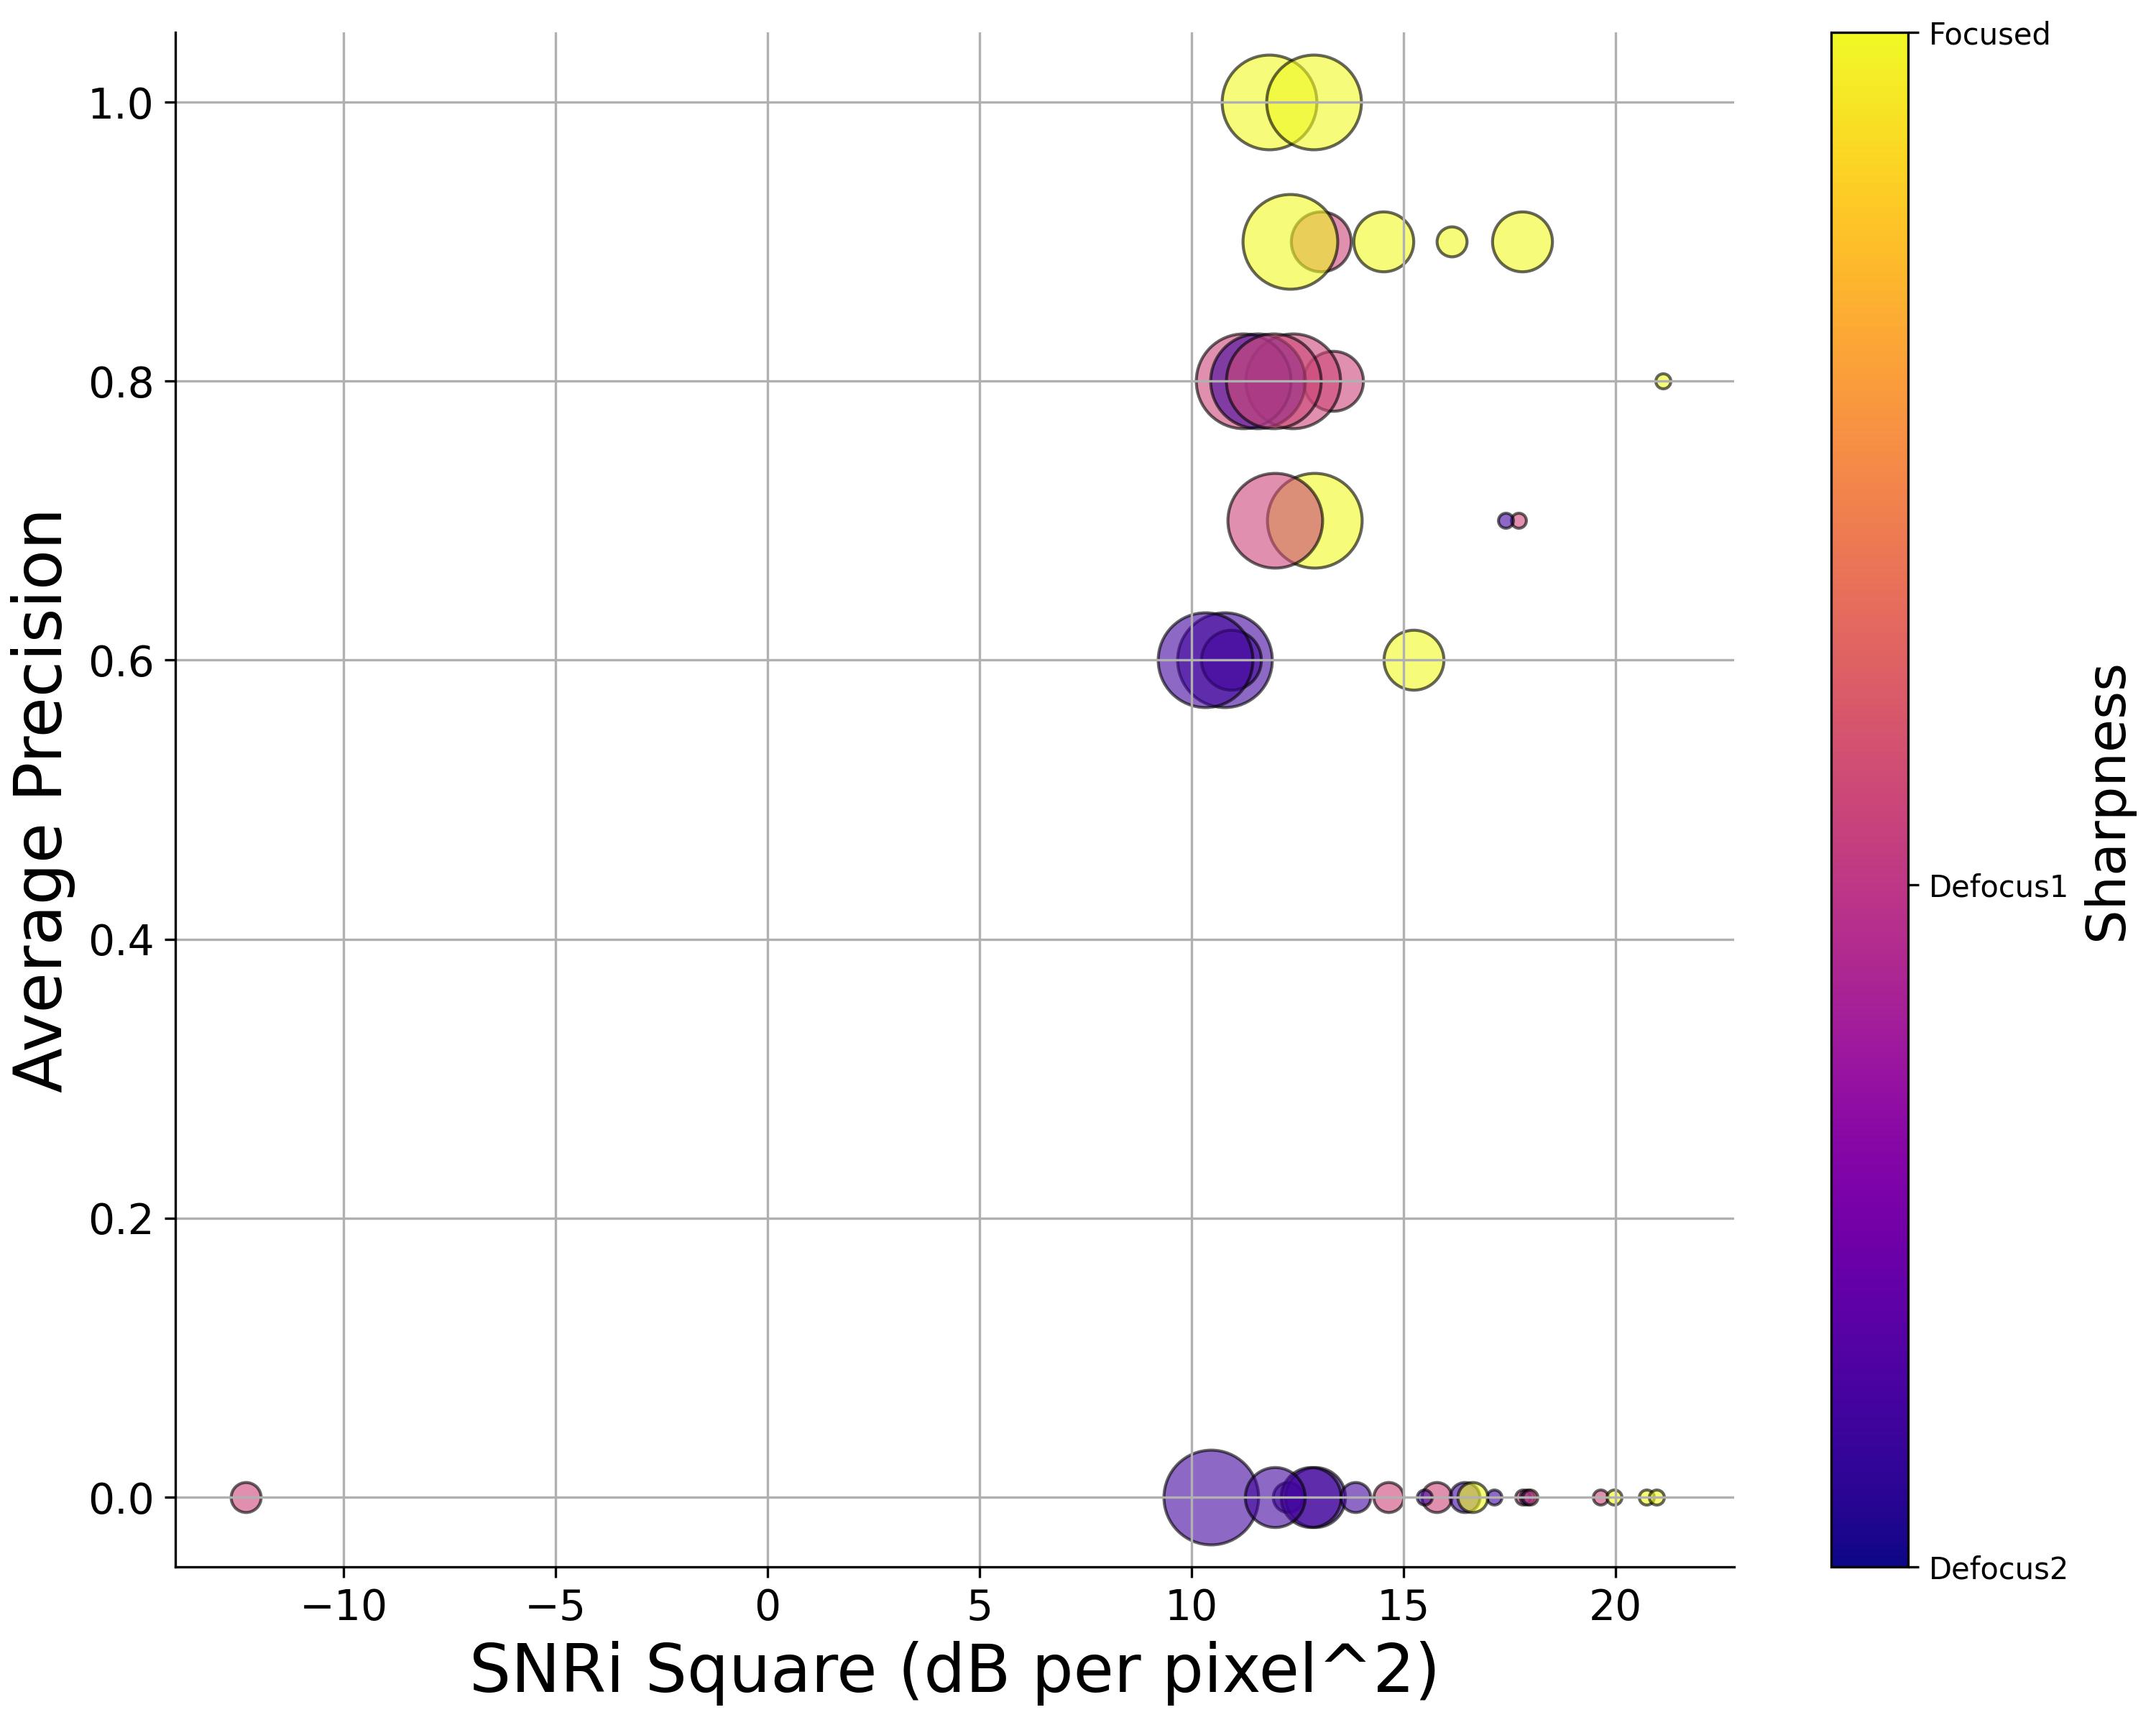 Average Precision
1.0
0.8
0.6
0.4
0.2
0.0
−10
−5
0
5
10
15
20
SNRi Square (dB per pixel^2)
Focused
Defocus1
Defocus2
Sharpness